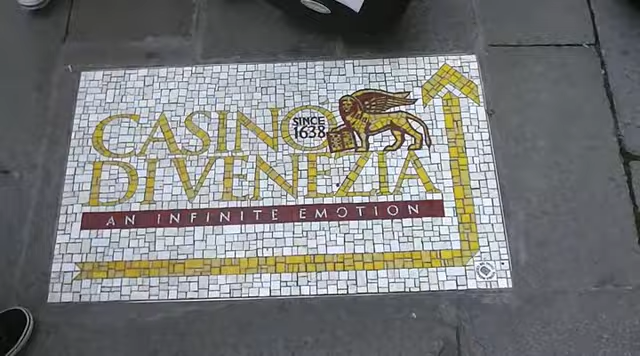 CASINO
SINCE
1638
DI VENEZIA
AN INFINITE EMOTION